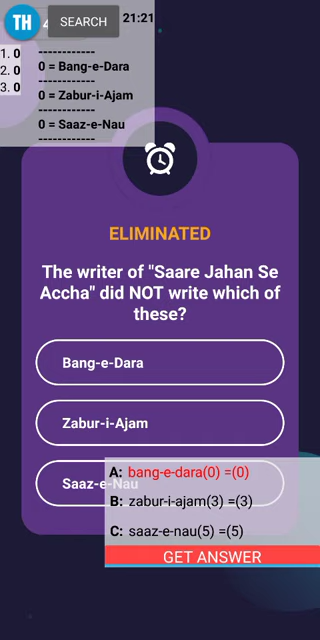 TH
SEARCH
21:21
1. 0
2. 0
3. 0
------------
0 = Bang-e-Dara
------------
0 = Zabur-i-Ajam
------------
0 = Saaz-e-Nau
------------
ELIMINATED
The writer of "Saare Jahan Se
Accha" did NOT write which of
these?
Bang-e-Dara
Zabur-i-Ajam
Saaz-e-Nau
A: bang-e-dara(0) =(0)
B: zabur-i-ajam(3) =(3)
C: saaz-e-nau(5) =(5)
GET ANSWER